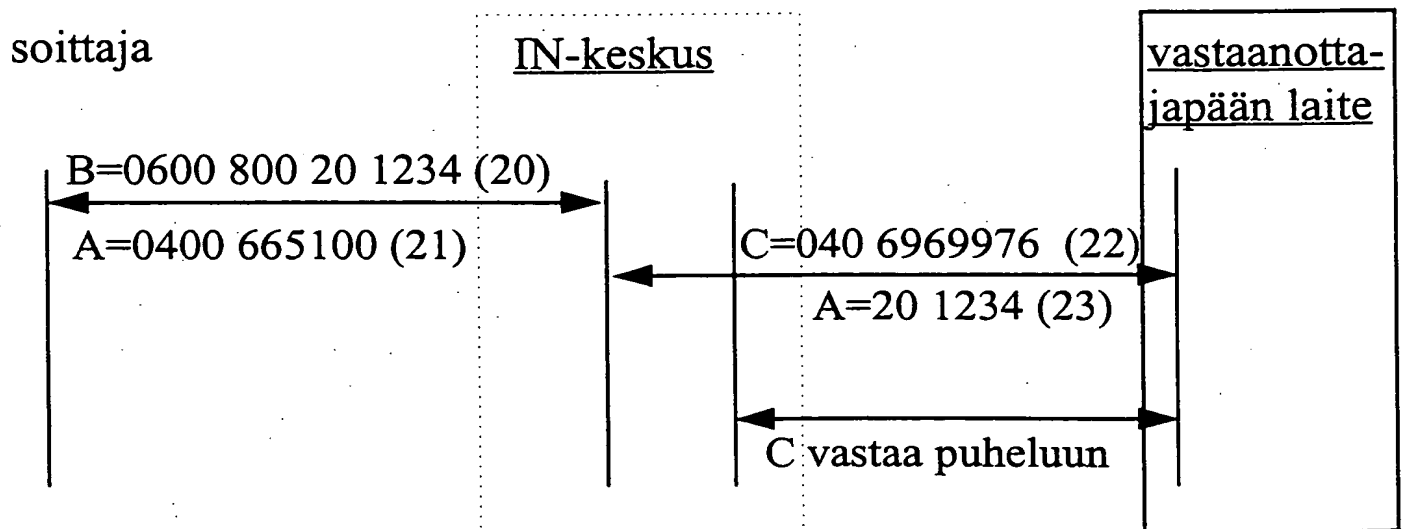 soittaja
IN-keskus
vastaanotta-
japään laite
B=0600 800 20 1234 (20)
A=0400 665100 (21)
C=040 6969976 (22)
A=20 1234 (23)
C vastaa puheluun